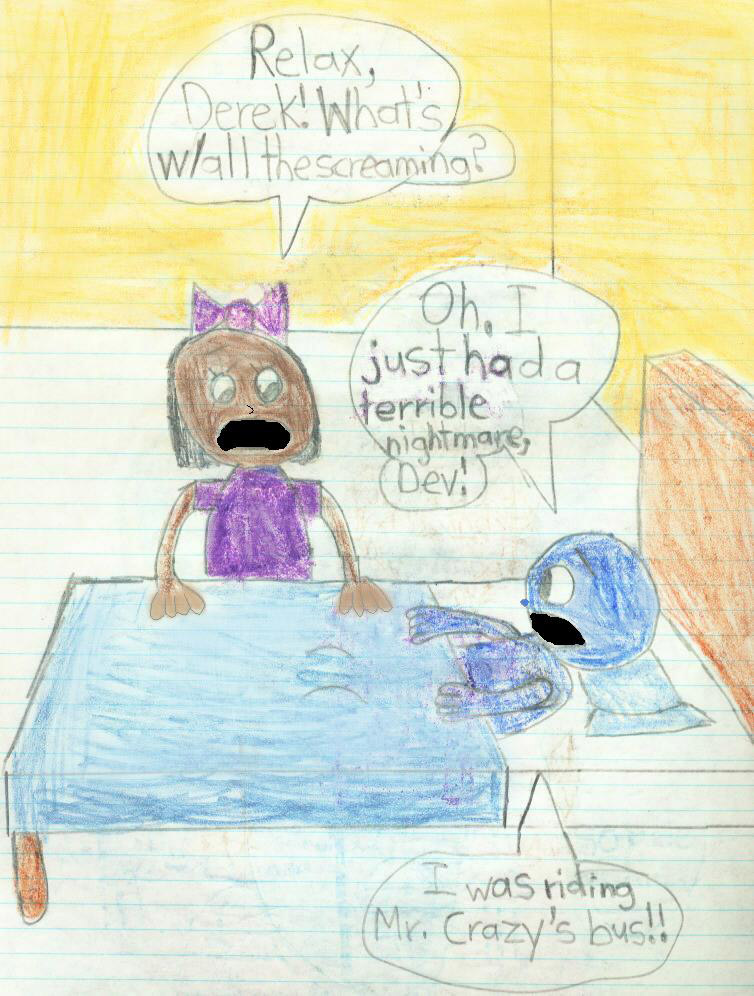 Relax,
Derek! What's
w/all the screaming?
Oh, I
just had a
terrible
nightmare,
Dev!
I was riding
Mr. Crazy's bus!!